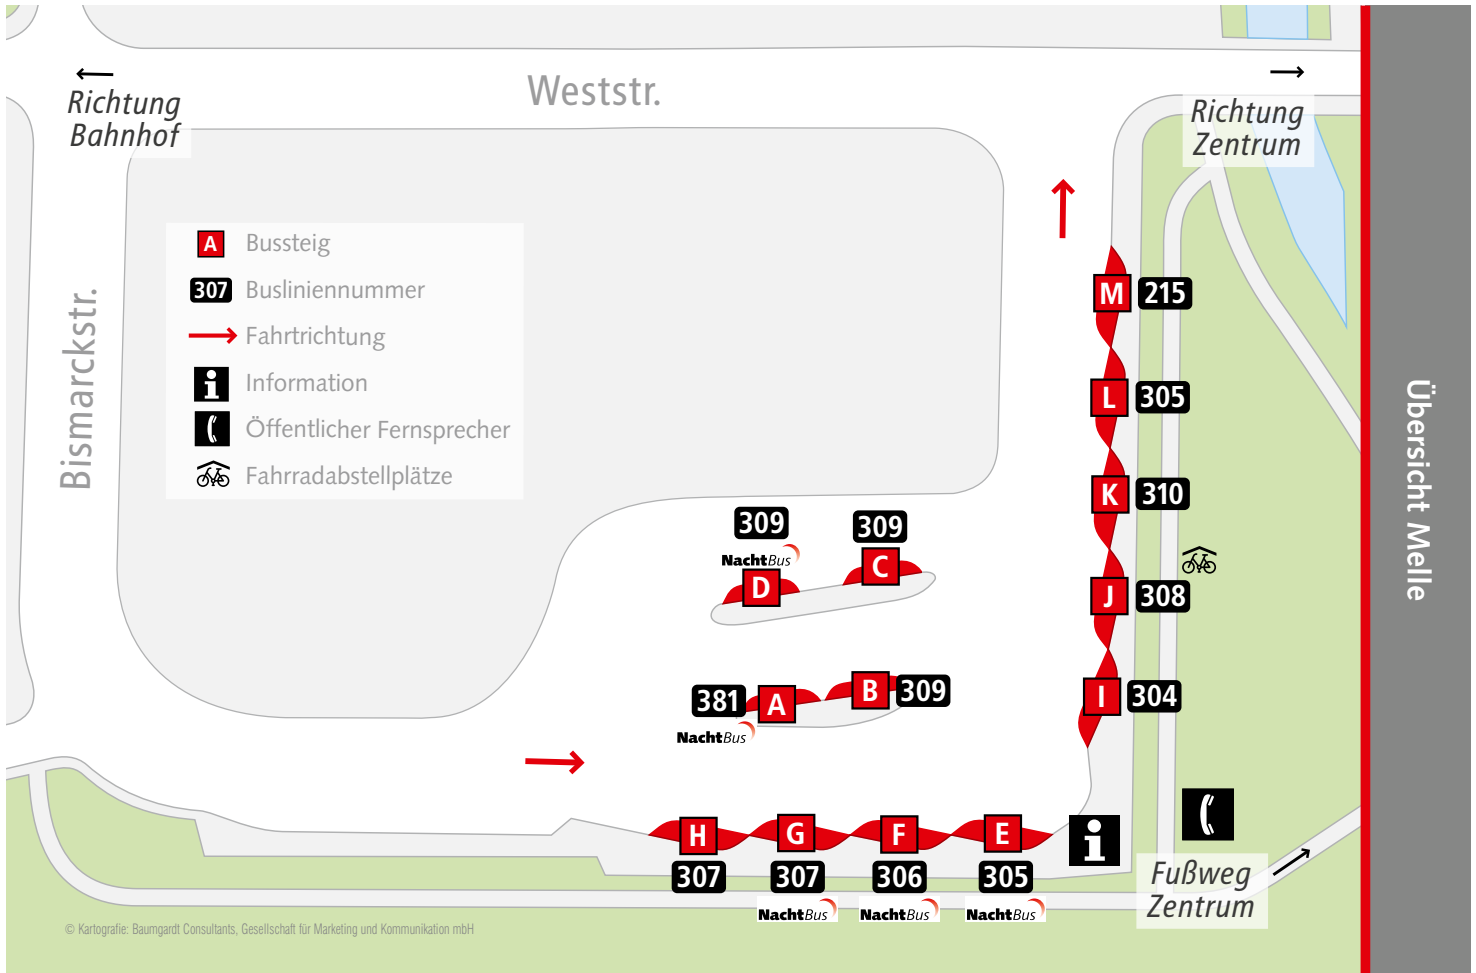 Weststr.
Richtung
Bahnhof
Richtung
Zentrum
A Bussteig
307 Busliniennummer
Fahrtrichtung
i Information
Öffentlicher Fernsprecher
Fahrradabstellplätze
Bismarckstr.
M 215
L 305
K 310
J 308
I 304
309
NachtBus
D
309
C
381 A
NachtBus
B 309
H
307
G
307
NachtBus
F
306
NachtBus
E
305
NachtBus
i
Fußweg
Zentrum
Übersicht Melle
© Kartografie: Baumgardt Consultants, Gesellschaft für Marketing und Kommunikation mbH